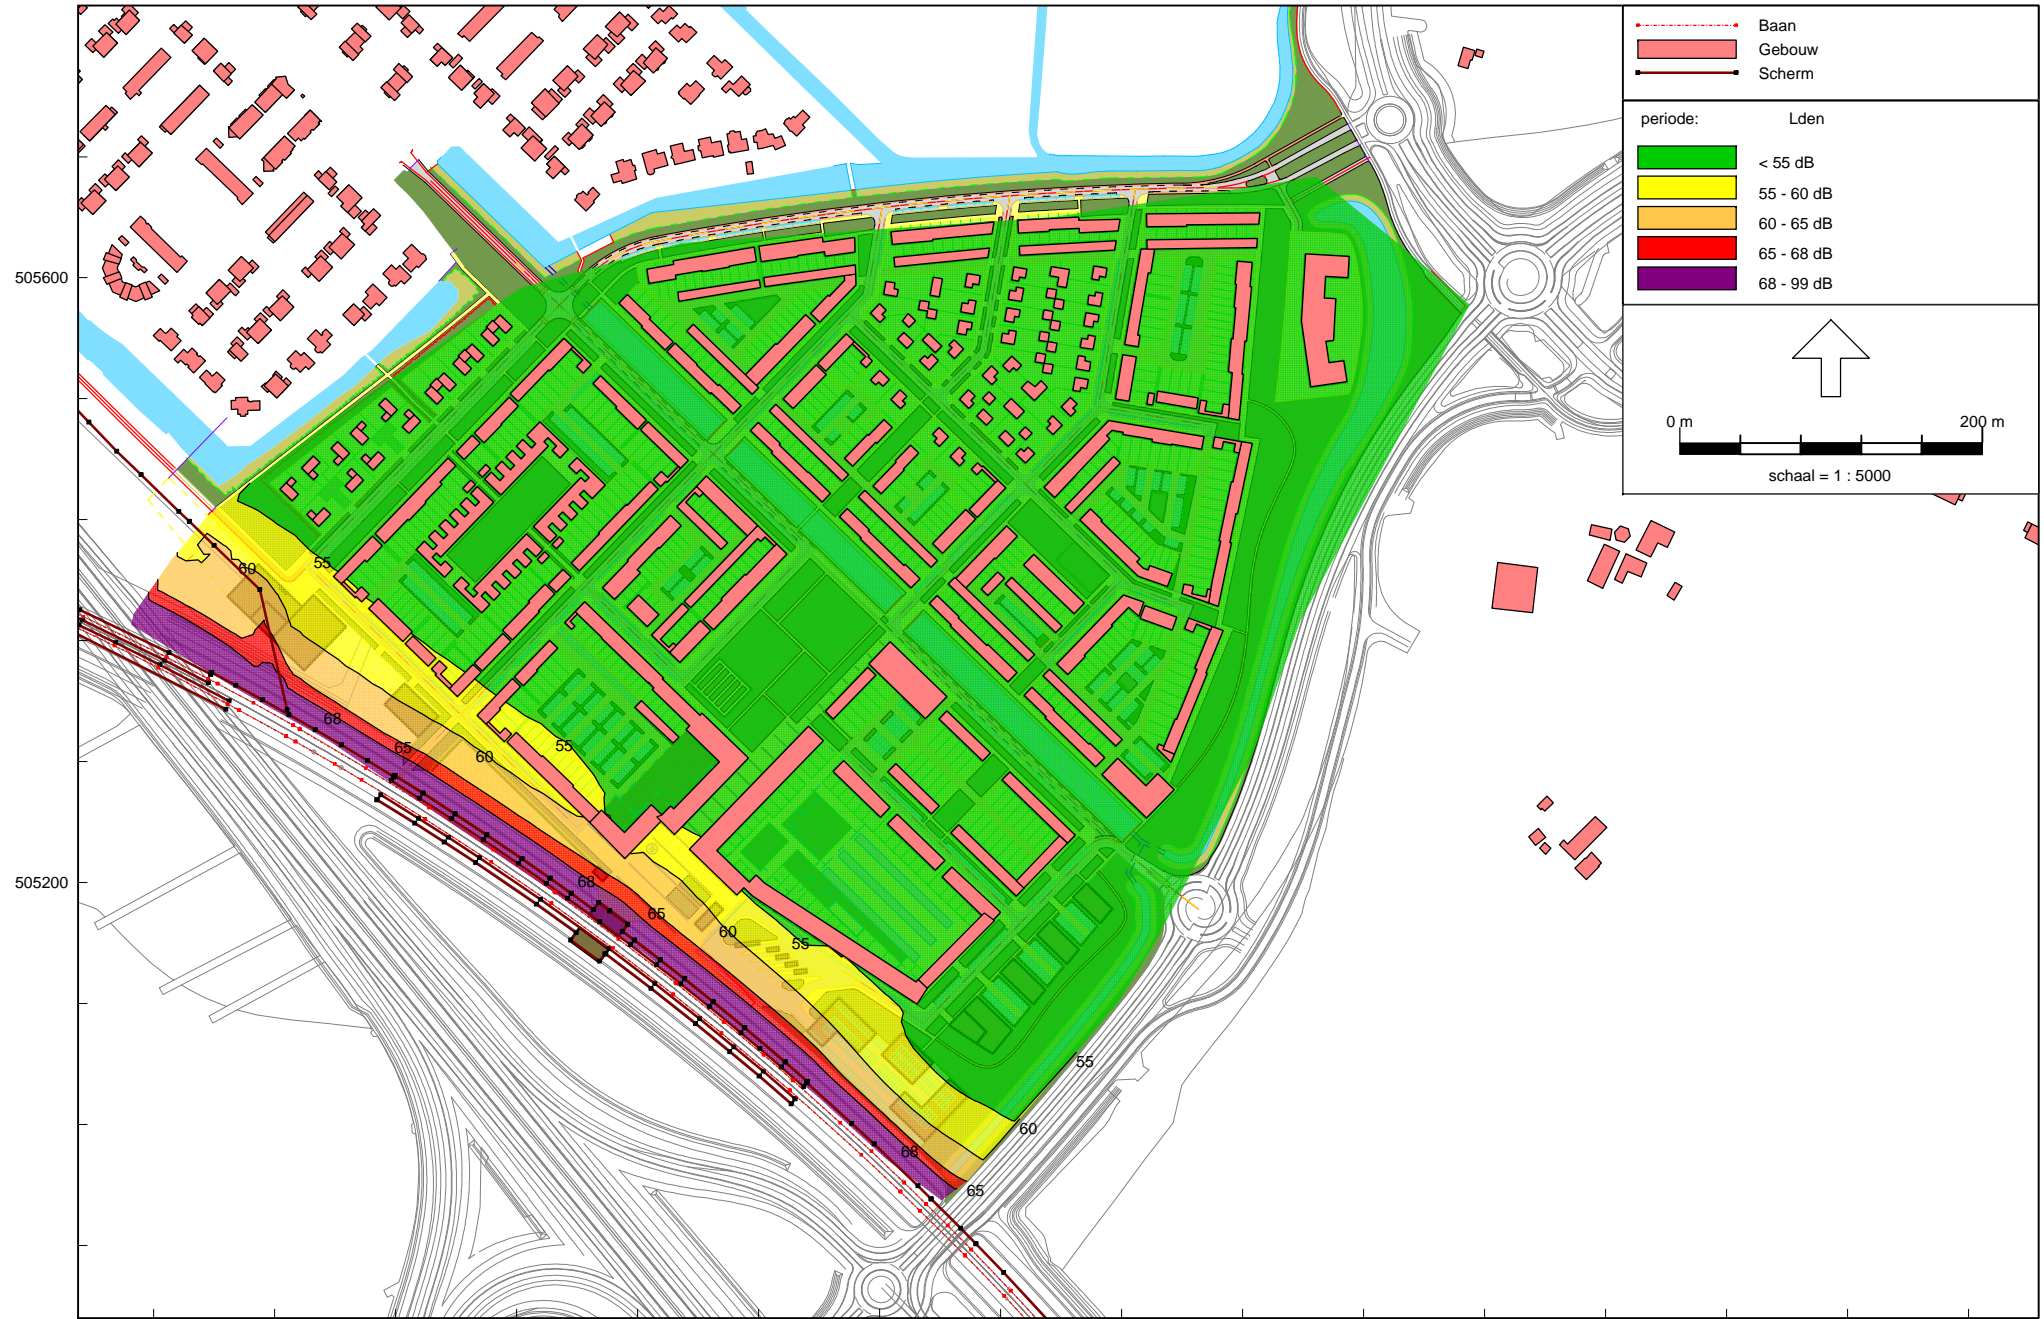 Baan
Gebouw
Scherm
periode: Lden
< 55 dB
55 - 60 dB
60 - 65 dB
65 - 68 dB
68 - 99 dB
0 m 200 m
schaal = 1 : 5000
505600
505200
55
60
68
65
60
55
68
65
60
55
55
60
68
65